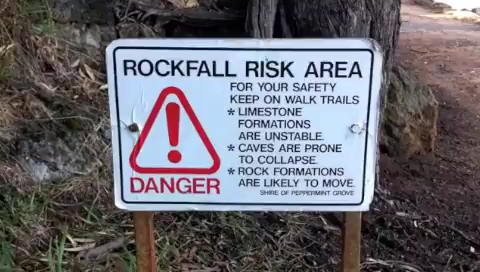 ROCKFALL RISK AREA
FOR YOUR SAFETY
KEEP ON WALK TRAILS
* LIMESTONE
FORMATIONS
ARE UNSTABLE.
* CAVES ARE PRONE
TO COLLAPSE.
* ROCK FORMATIONS
ARE LIKELY TO MOVE.
SHIRE OF PEPPERMINT GROVE
!
DANGER